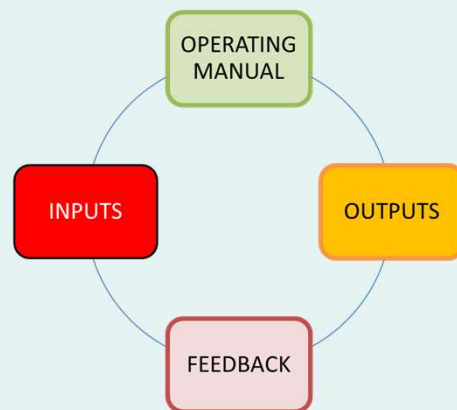 OPERATING
MANUAL
INPUTS
OUTPUTS
FEEDBACK